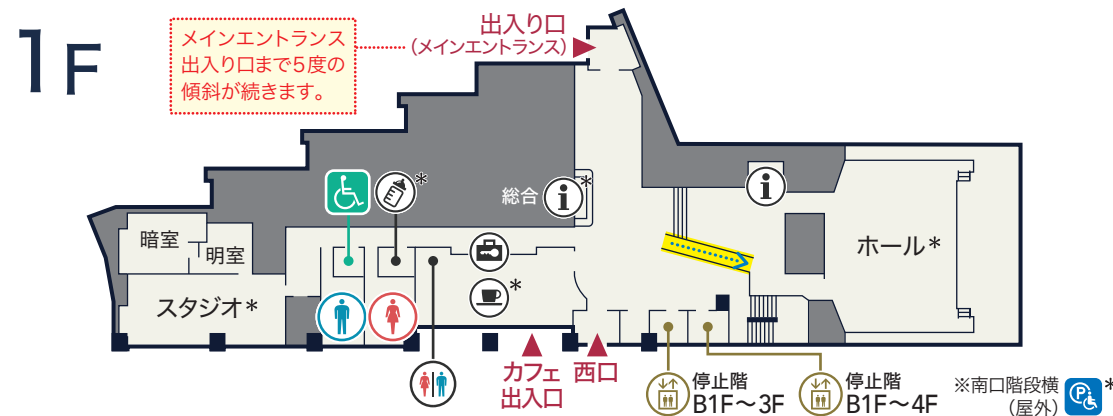 1F
メインエントランス
出入り口まで5度の
傾斜が続きます。
出入り口
(メインエントランス)
*
総合
i*
i
暗室
明室
スタジオ*
*
ホール*
カフェ
出入口
西口
停止階
B1F〜3F
停止階
B1F〜4F
※南口階段横
(屋外)
P
*